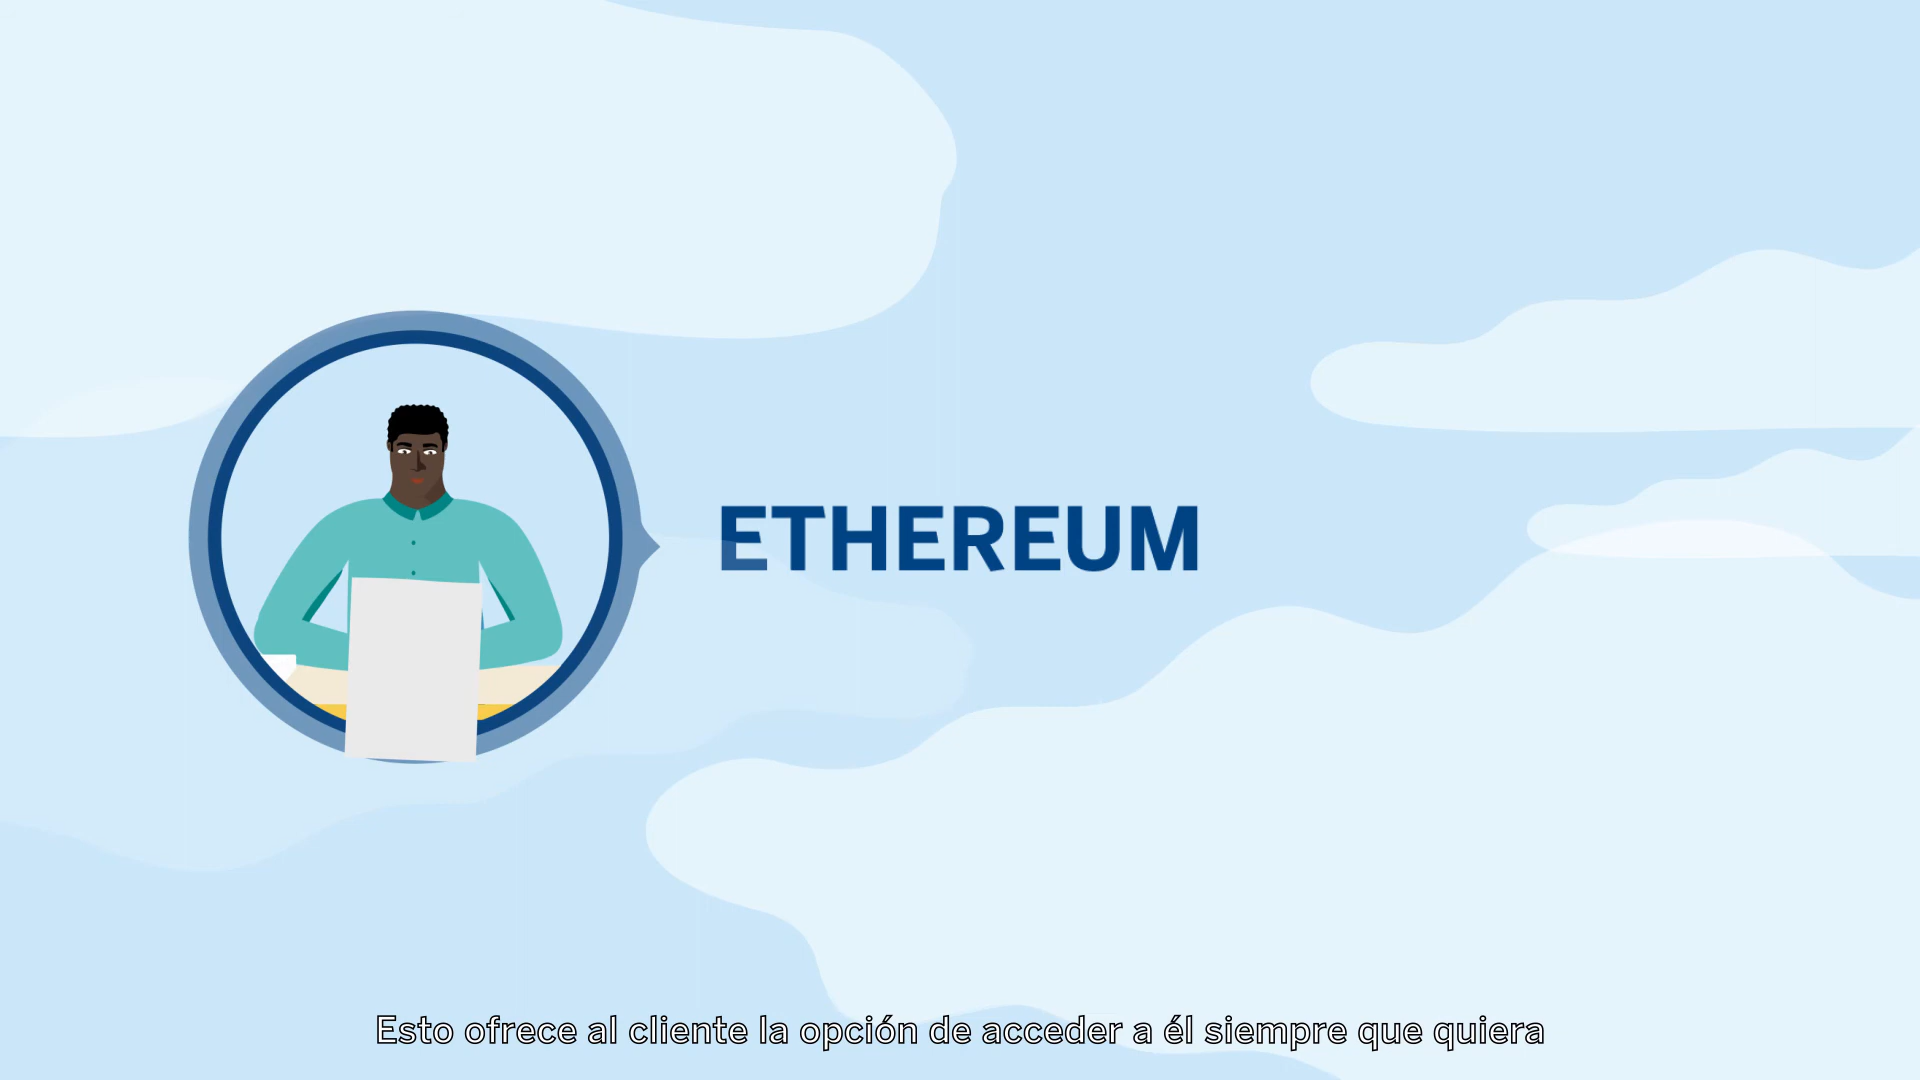 ETHEREUM
Esto ofrece al cliente la opción de acceder a él siempre que quiera